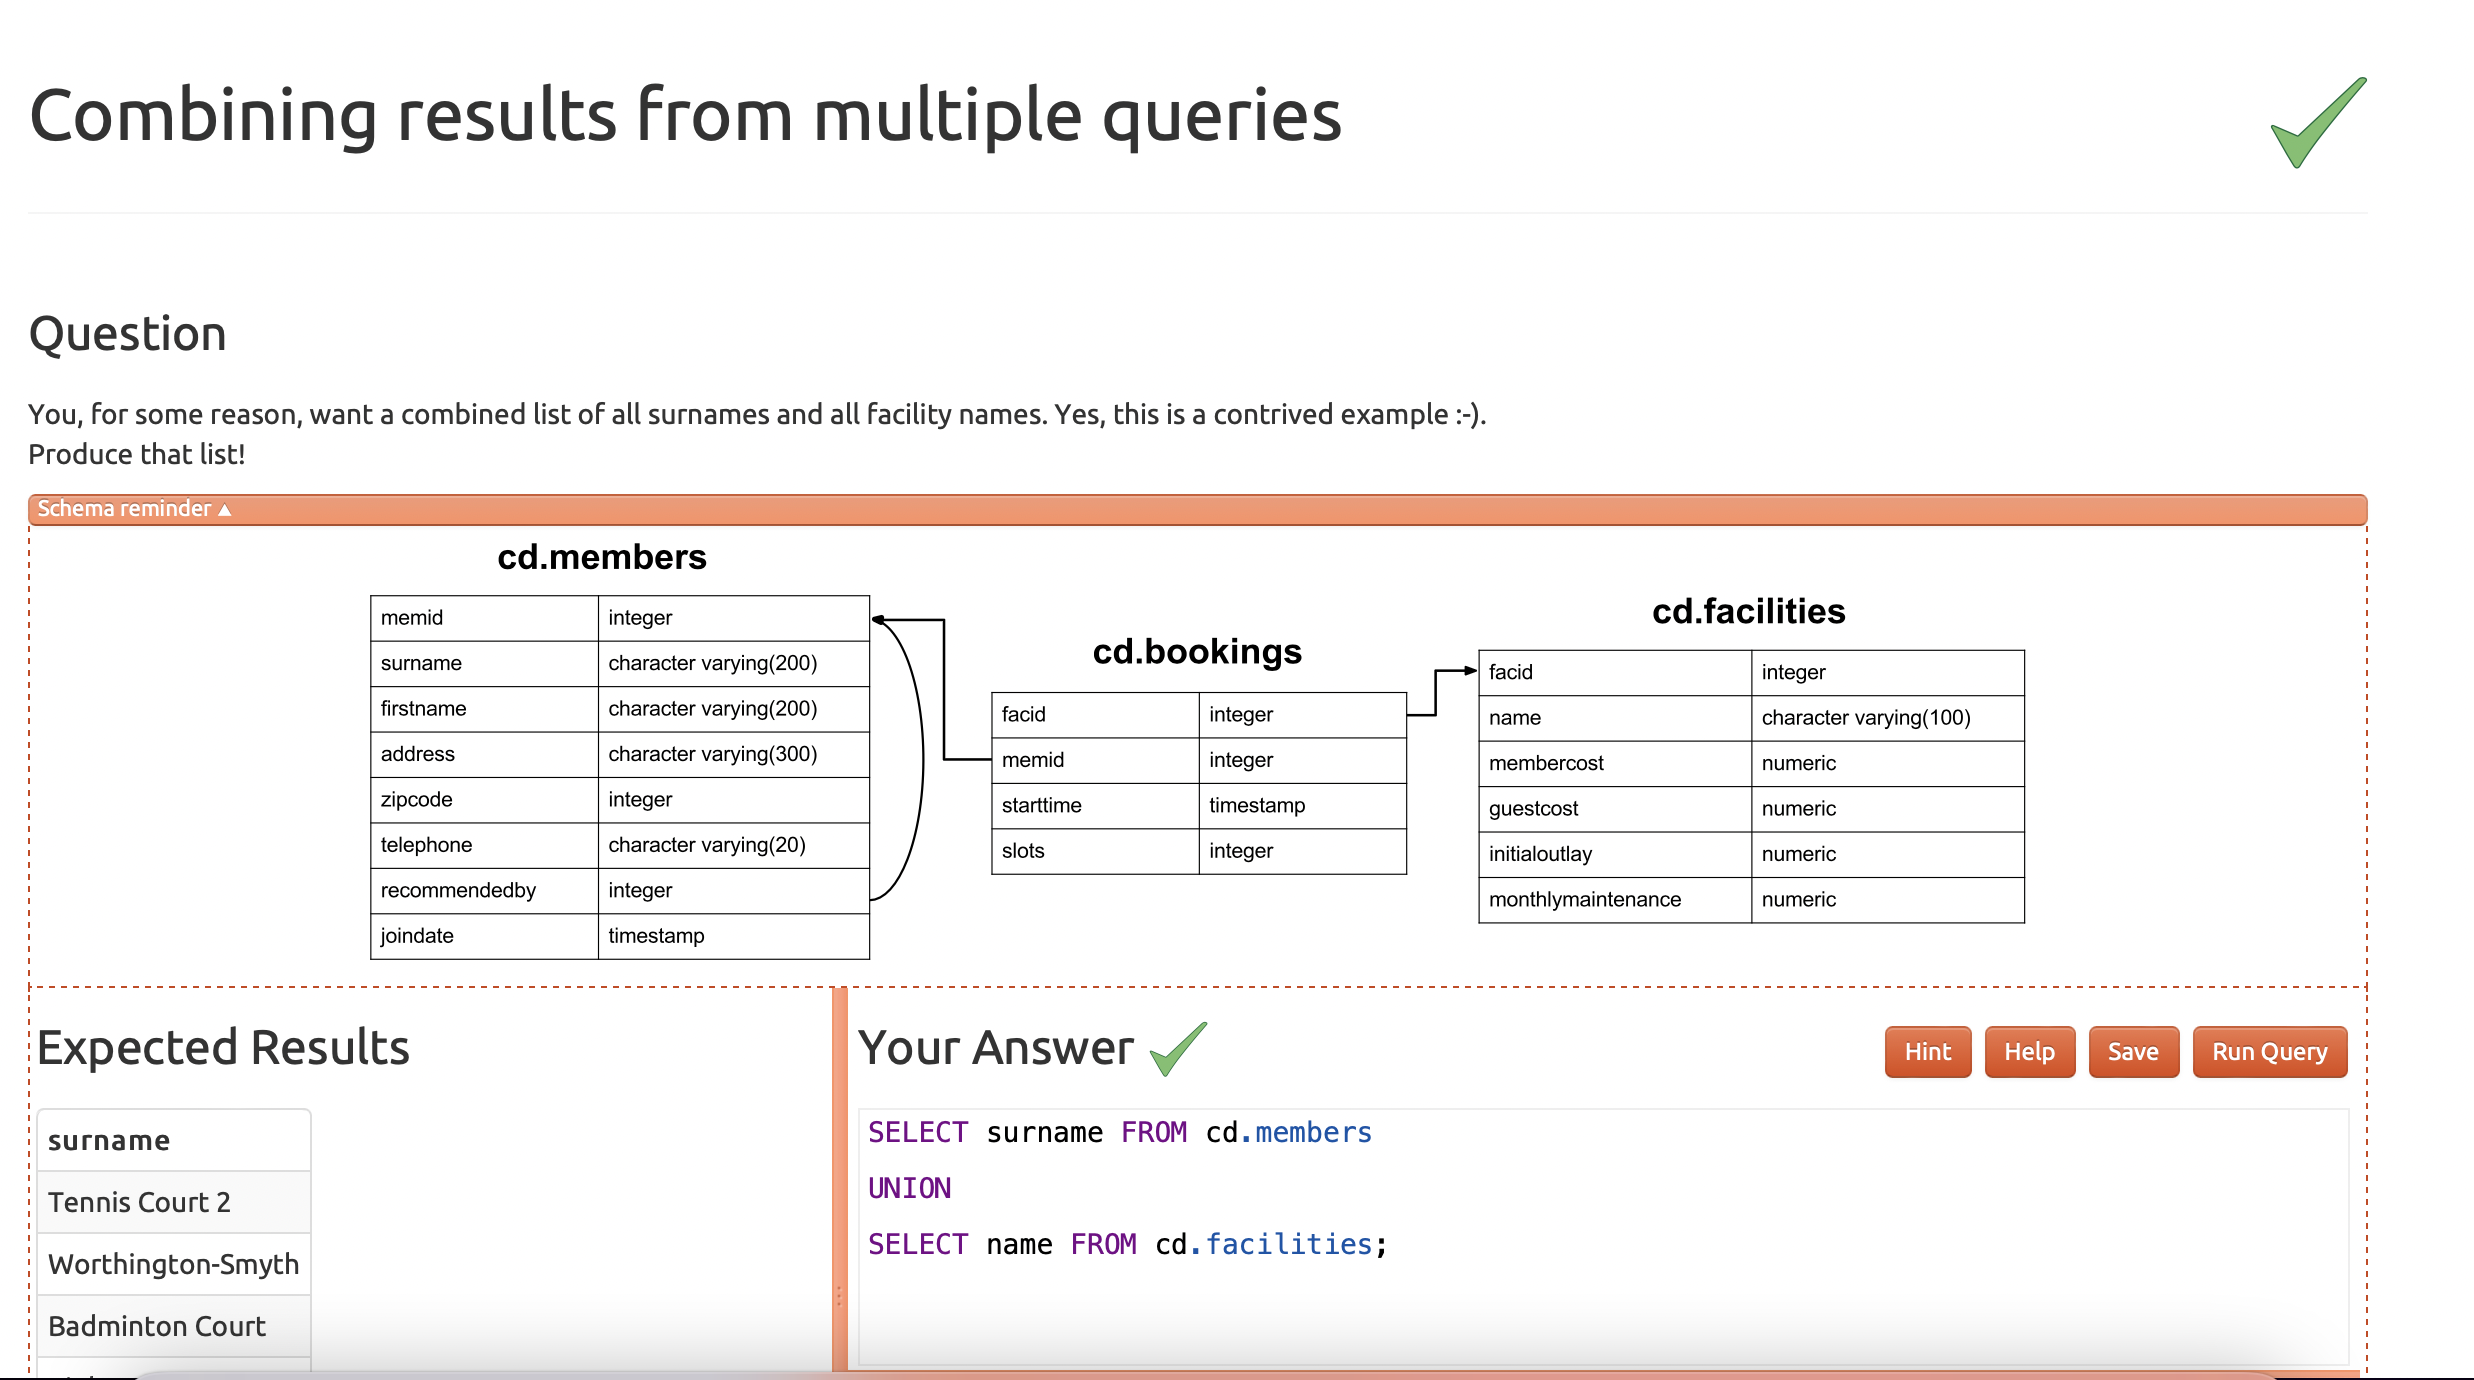 Combining results from multiple queries
Question
You, for some reason, want a combined list of all surnames and all facility names. Yes, this is a contrived example :-).
Produce that list!
Schema reminder ▲
cd.members
memid integer
surname character varying(200)
firstname character varying(200)
address character varying(300)
zipcode integer
telephone character varying(20)
recommendedby integer
joindate timestamp
cd.bookings
facid integer
memid integer
starttime timestamp
slots integer
cd.facilities
facid integer
name character varying(100)
membercost numeric
guestcost numeric
initialoutlay numeric
monthlymaintenance numeric
Expected Results
surname
Tennis Court 2
Worthington-Smyth
Badminton Court
Your Answer
Hint Help Save Run Query
SELECT surname FROM cd.members
UNION
SELECT name FROM cd.facilities;